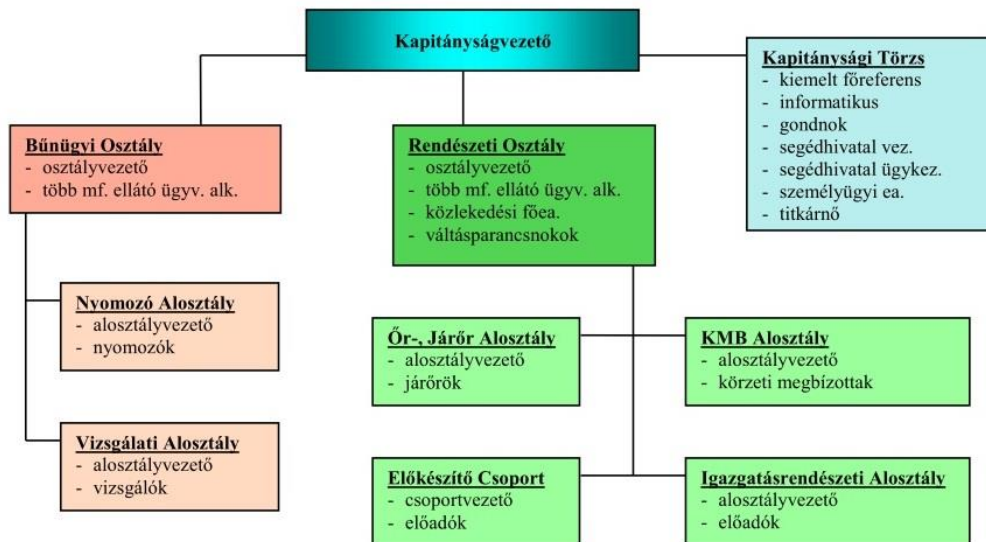 Kapitányságvezető
Kapitánysági Törzs
- kiemelt főreferens
- informatikus
- gondnok
- segédhivatal vez.
- segédhivatal ügykez.
- személyügyi ea.
- titkárnő
Bűnügyi Osztály
- osztályvezető
- több mf. ellátó ügyv. alk.
Rendészeti Osztály
- osztályvezető
- több mf. ellátó ügyv. alk.
- közlekedési főea.
- váltásparancsnokok
Nyomozó Alosztály
- alosztályvezető
- nyomozók
Vizsgálati Alosztály
- alosztályvezető
- vizsgálók
Őr-, Járőr Alosztály
- alosztályvezető
- járőrök
KMB Alosztály
- alosztályvezető
- körzeti megbízottak
Előkészítő Csoport
- csoportvezető
- előadók
Igazgatásrendészeti Alosztály
- alosztályvezető
- előadók